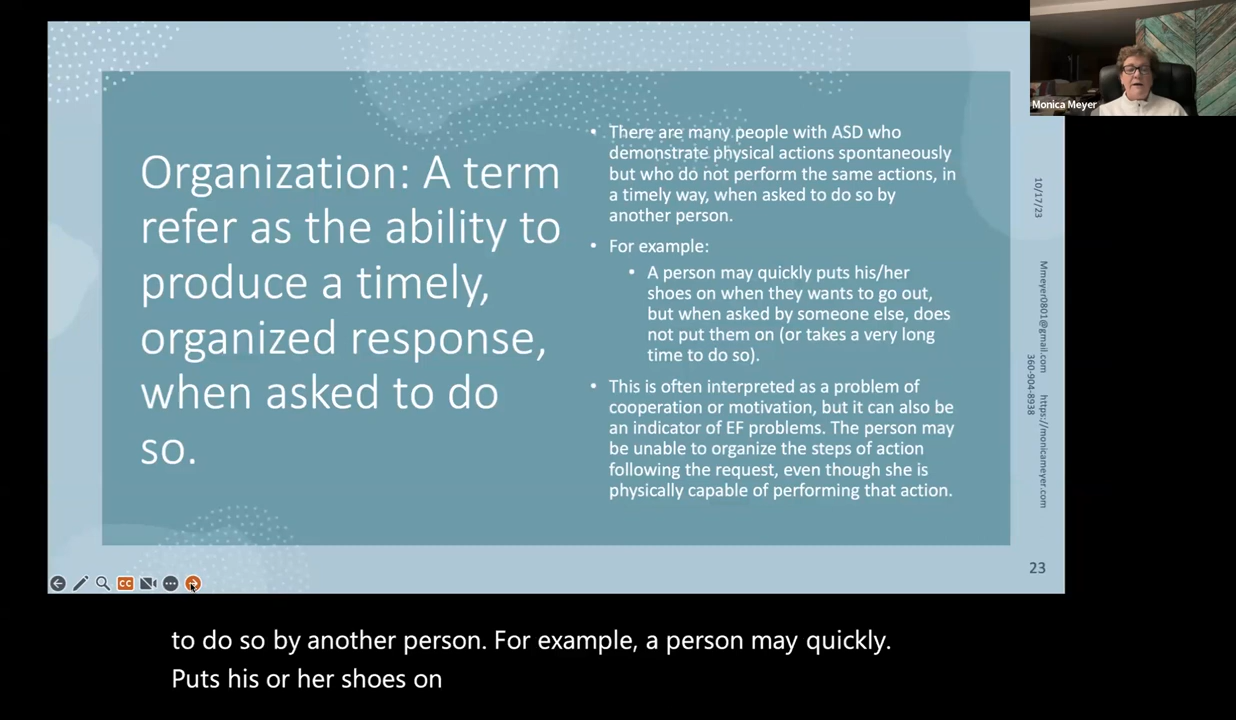 Organization: A term
refer as the ability to
produce a timely,
organized response,
when asked to do
so.
• There are many people with ASD who
demonstrate physical actions spontaneously
but who do not perform the same actions, in
a timely way, when asked to do so by
another person.
• For example:
• A person may quickly puts his/her
shoes on when they wants to go out,
but when asked by someone else, does
not put them on (or takes a very long
time to do so).
• This is often interpreted as a problem of
cooperation or motivation, but it can also be
an indicator of EF problems. The person may
be unable to organize the steps of action
following the request, even though she is
physically capable of performing that action.
10/17/23
Mmeyer0801@gmail.com https://monicameyer.com
360-904-8938
23
Monica Meyer
CC
to do so by another person. For example, a person may quickly.
Puts his or her shoes on